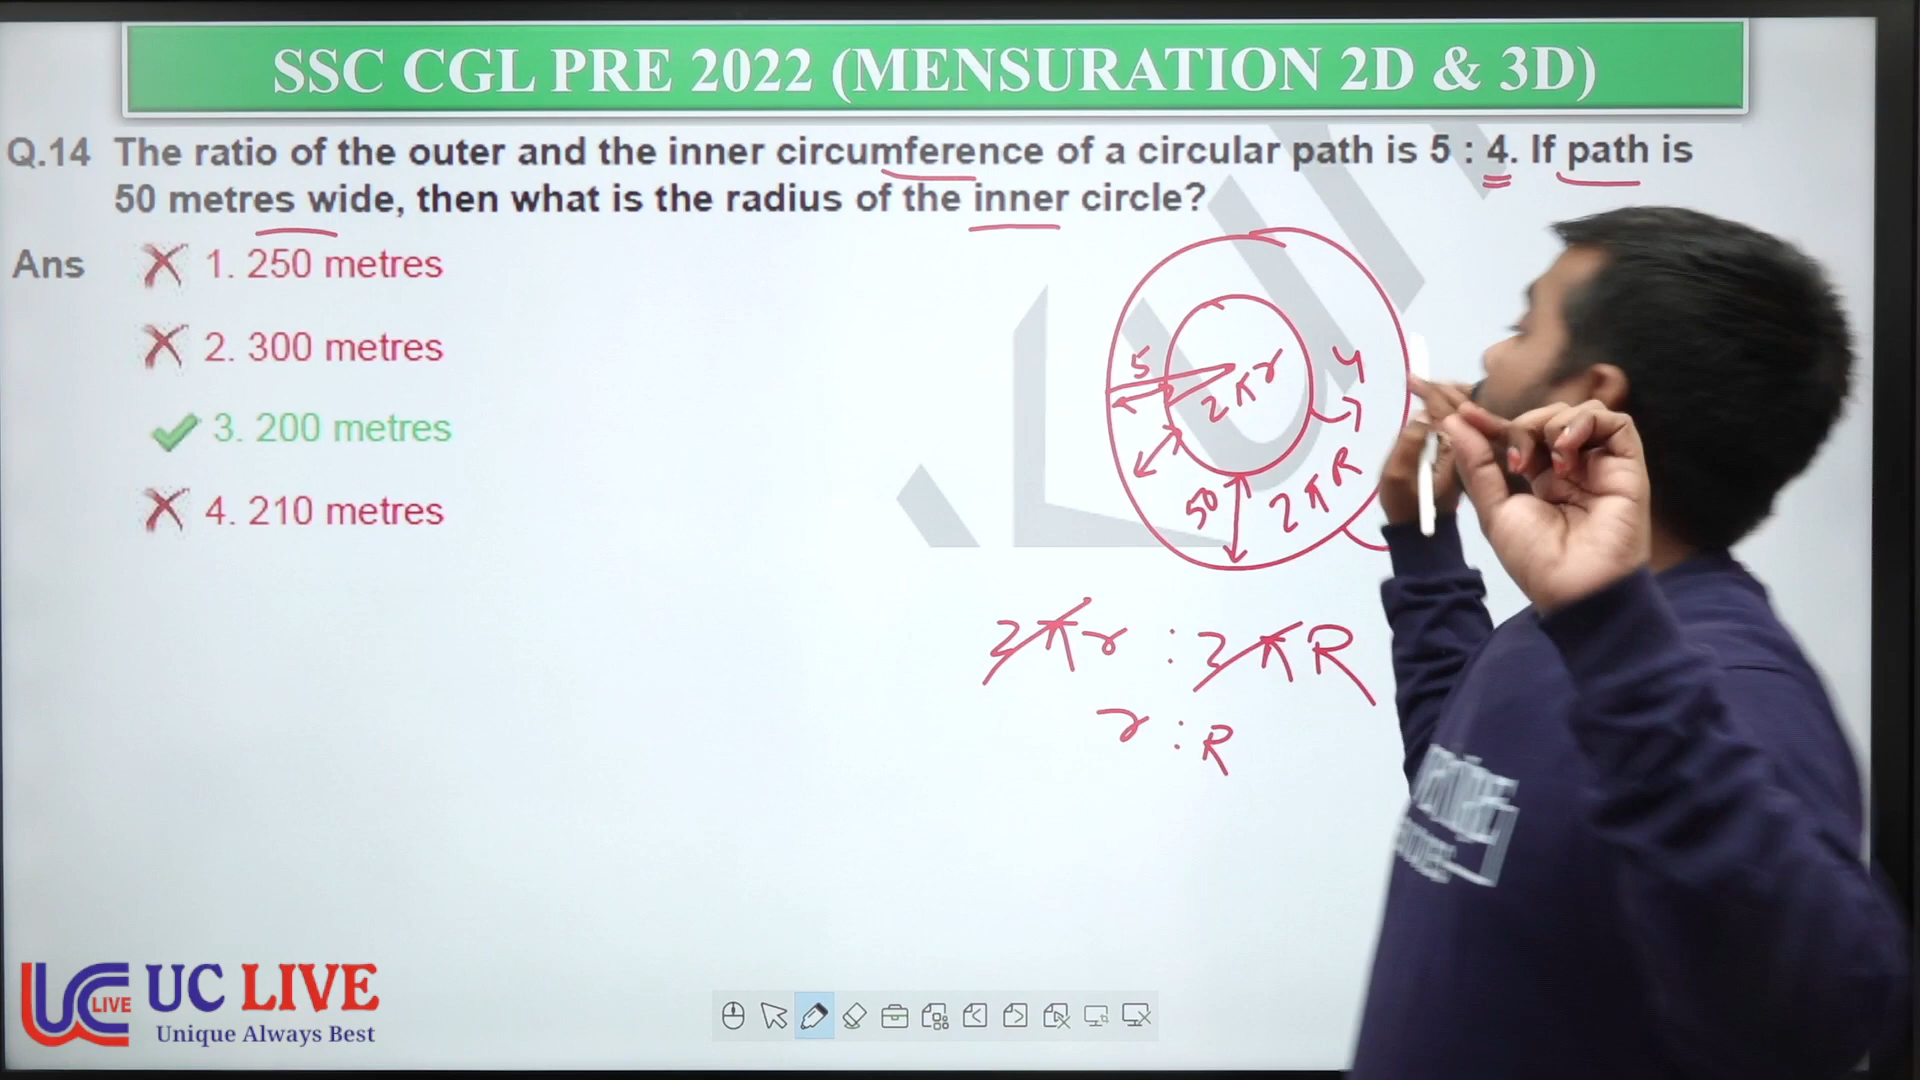 SSC CGL PRE 2022 (MENSURATION 2D & 3D)
Q.14 The ratio of the outer and the inner circumference of a circular path is 5 : 4. If path is
50 metres wide, then what is the radius of the inner circle?
Ans
1. 250 metres
2. 300 metres
3. 200 metres
4. 210 metres
5
4
2πr
50
2πR
2πr : 2πR
r : R
LIVE
UC LIVE
Unique Always Best